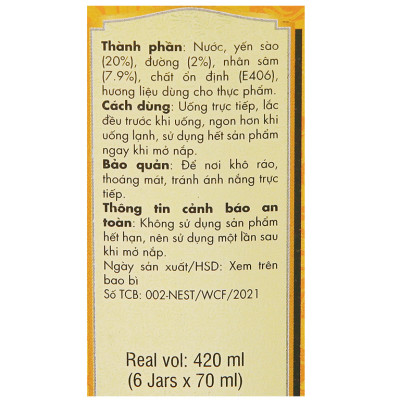 Thành phần: Nước, yến sào
(20%), đường (2%), nhân sâm
(7.9%), chất ổn định (E406),
hương liệu dùng cho thực phẩm.
Cách dùng: Uống trực tiếp, lắc
đều trước khi uống, ngon hơn khi
uống lạnh, sử dụng hết sản phẩm
ngay khi mở nắp.
Bảo quản: Để nơi khô ráo,
thoáng mát, tránh ánh nắng trực
tiếp.
Thông tin cảnh báo an
toàn: Không sử dụng sản phẩm
hết hạn, nên sử dụng một lần sau
khi mở nắp.
Ngày sản xuất/HSD: Xem trên
bao bì
Số TCB: 002-NEST/WCF/2021
Real vol: 420 ml
(6 Jars x 70 ml)